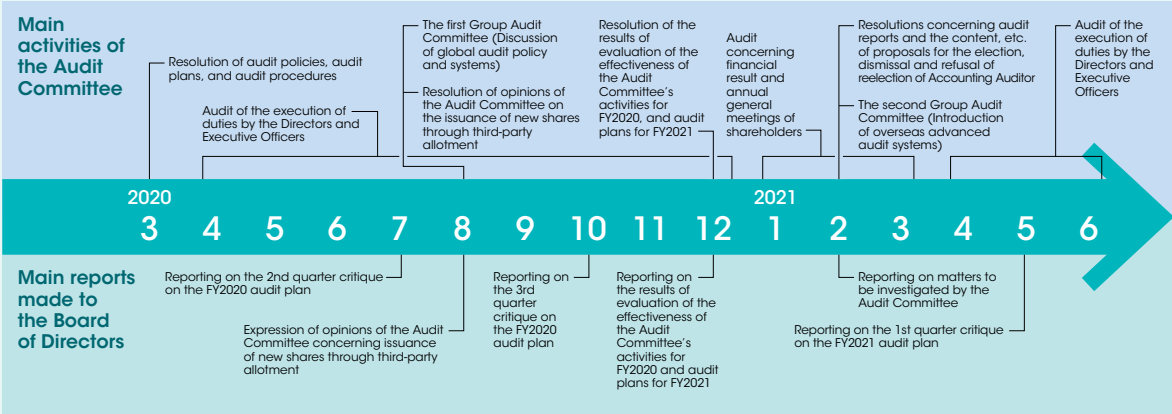 Main
activities of
the Audit
Committee
Resolution of audit policies, audit
plans, and audit procedures
Audit of the execution of
duties by the Directors and
Executive Officers
The first Group Audit
Committee (Discussion
of global audit policy
and systems)
Resolution of opinions of
the Audit Committee on
the issuance of new shares
through third-party
allotment
Resolution of the
results of
evaluation of the
effectiveness of
the Audit
Committee’s
activities for
FY2020, and audit
plans for FY2021
Audit
concerning
financial
result and
annual
general
meetings of
shareholders
Resolutions concerning audit
reports and the content, etc.
of proposals for the election,
dismissal and refusal of
reelection of Accounting Auditor
The second Group Audit
Committee (Introduction
of overseas advanced
audit systems)
Audit of the
execution of
duties by the
Directors and
Executive
Officers
2020 2021
3 4 5 6 7 8 9 10 11 12 1 2 3 4 5 6
Main reports
made to
the Board
of Directors
Reporting on the 2nd quarter critique
on the FY2020 audit plan
Expression of opinions of the Audit
Committee concerning issuance
of new shares through third-party
allotment
Reporting on
the 3rd
quarter
critique on
the FY2020
audit plan
Reporting on
the results of
evaluation of the
effectiveness of
the Audit
Committee’s
activities for
FY2020 and audit
plans for FY2021
Reporting on matters to
be investigated by the
Audit Committee
Reporting on the 1st quarter critique
on the FY2021 audit plan